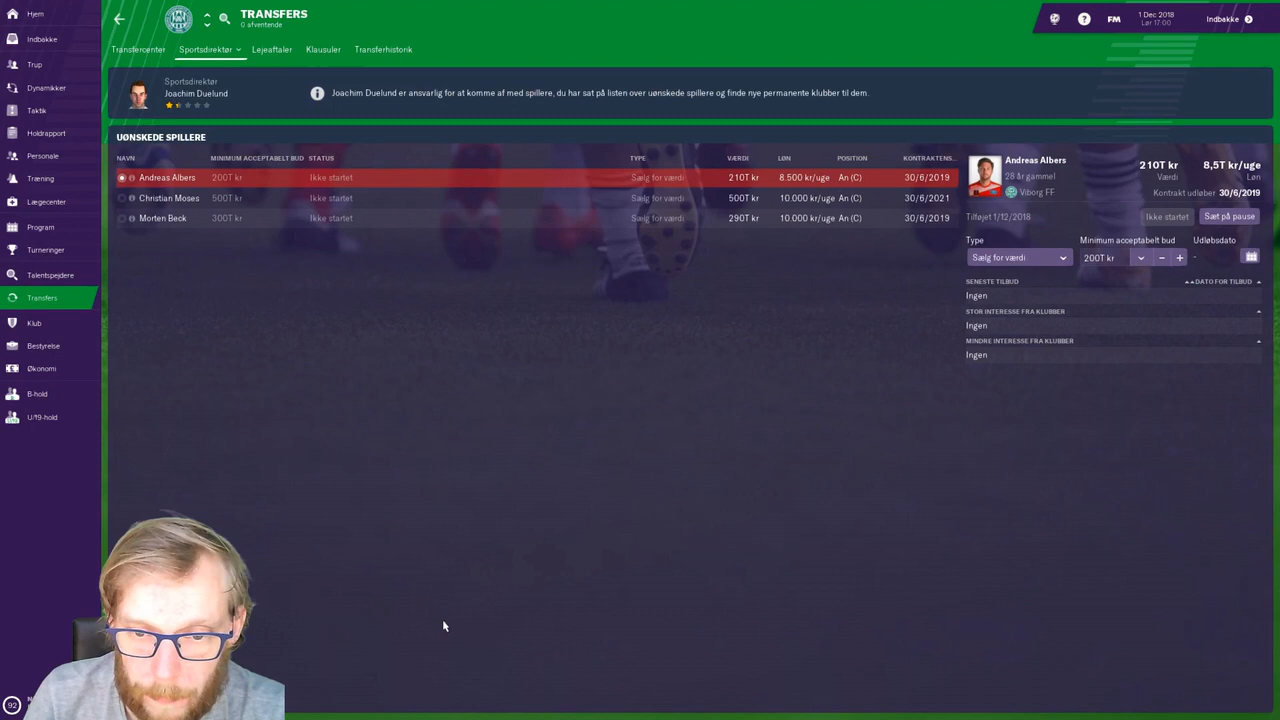 Hjem
Indbakke
Trup
Dynamikker
Taktik
Holdrapport
Personale
Træning
Lægecenter
Program
Turneringer
Talentspejdere
Transfers
Klub
Bestyrelse
Økonomi
B-hold
U/19-hold
92
TRANSFERS
0 afventende
? FM
1 Dec 2018
Lør 17:00
Indbakke
Transfercenter Sportsdirektør Lejeaftaler Klausuler Transferhistorik
Sportsdirektør
Joachim Duelund
Joachim Duelund er ansvarlig for at komme af med spillere, du har sat på listen over uønskede spillere og finde nye permanente klubber til dem.
UØNSKEDE SPILLERE
NAVN MINIMUM ACCEPTABELT BUD STATUS TYPE VÆRDI LØN POSITION KONTRAKTENS...
Andreas Albers 200T kr Ikke startet Sælg for værdi 210T kr 8.500 kr/uge An (C) 30/6/2019
Christian Moses 500T kr Ikke startet Sælg for værdi 500T kr 10.000 kr/uge An (C) 30/6/2021
Morten Beck 300T kr Ikke startet Sælg for værdi 290T kr 10.000 kr/uge An (C) 30/6/2019
Andreas Albers
28 år gammel
Viborg FF
210T kr
Værdi
8,5T kr/uge
Løn
Kontrakt udløber 30/6/2019
Tilføjet 1/12/2018 Ikke startet Sæt på pause
Type Minimum acceptabelt bud Udløbsdato
Sælg for værdi 200T kr - + -
SENESTE TILBUD DATO FOR TILBUD
Ingen
STOR INTERESSE FRA KLUBBER
Ingen
MINDRE INTERESSE FRA KLUBBER
Ingen